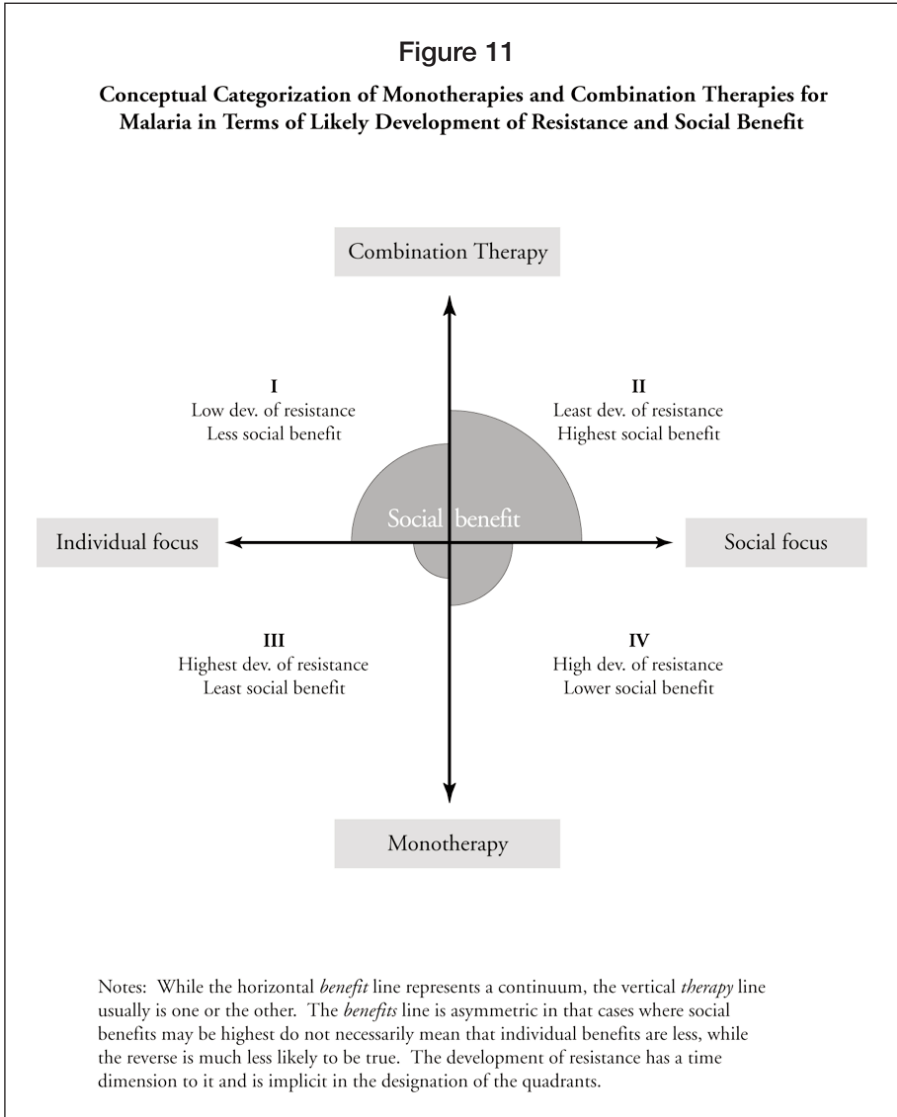 Figure 11
Conceptual Categorization of Monotherapies and Combination Therapies for
Malaria in Terms of Likely Development of Resistance and Social Benefit
Combination Therapy
I
Low dev. of resistance
Less social benefit
II
Least dev. of resistance
Highest social benefit
Social benefit
Individual focus
Social focus
III
Highest dev. of resistance
Least social benefit
IV
High dev. of resistance
Lower social benefit
Monotherapy
Notes: While the horizontal benefit line represents a continuum, the vertical therapy line
usually is one or the other. The benefits line is asymmetric in that cases where social
benefits may be highest do not necessarily mean that individual benefits are less, while
the reverse is much less likely to be true. The development of resistance has a time
dimension to it and is implicit in the designation of the quadrants.